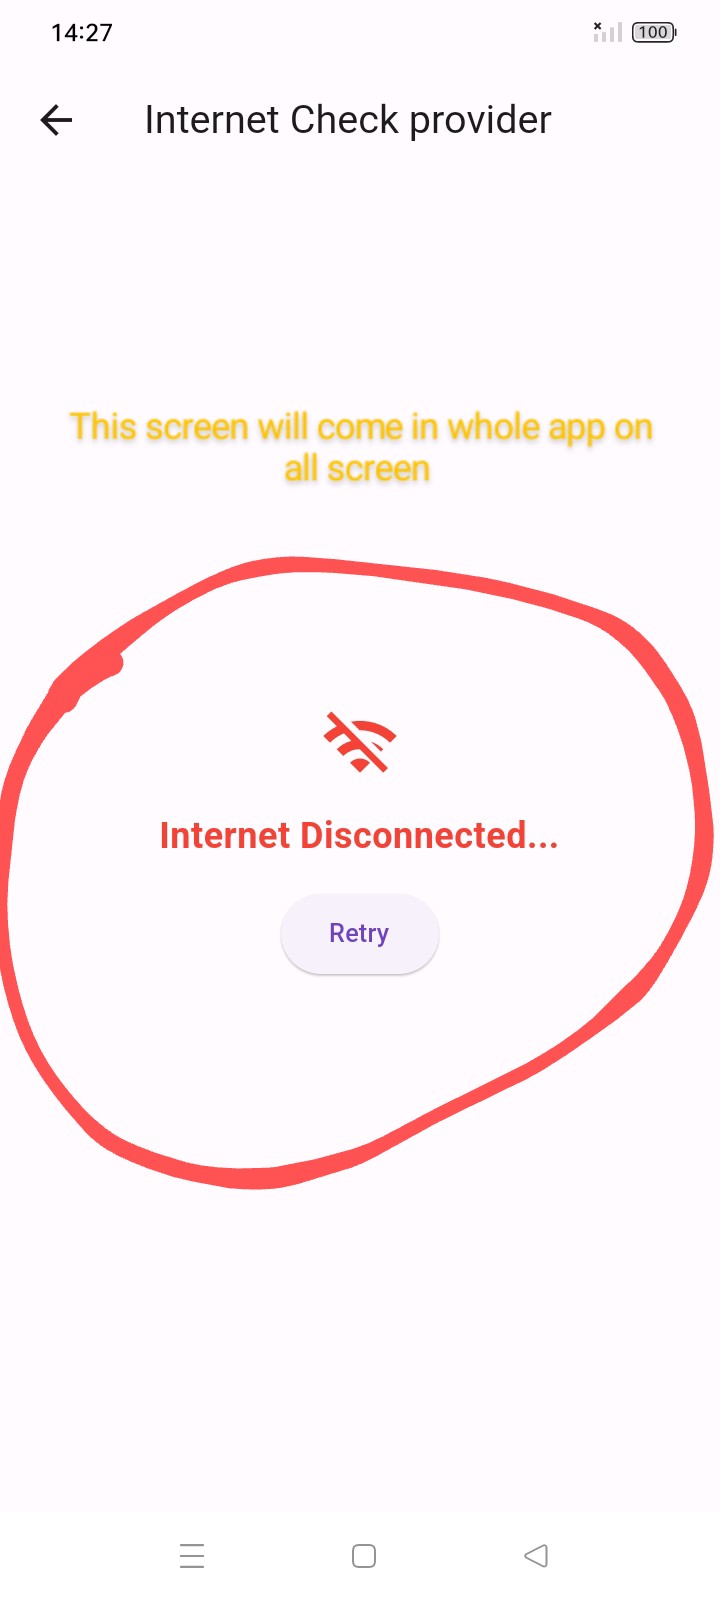 14:27
100
Internet Check provider
This screen will come in whole app on
all screen
Internet Disconnected...
Retry